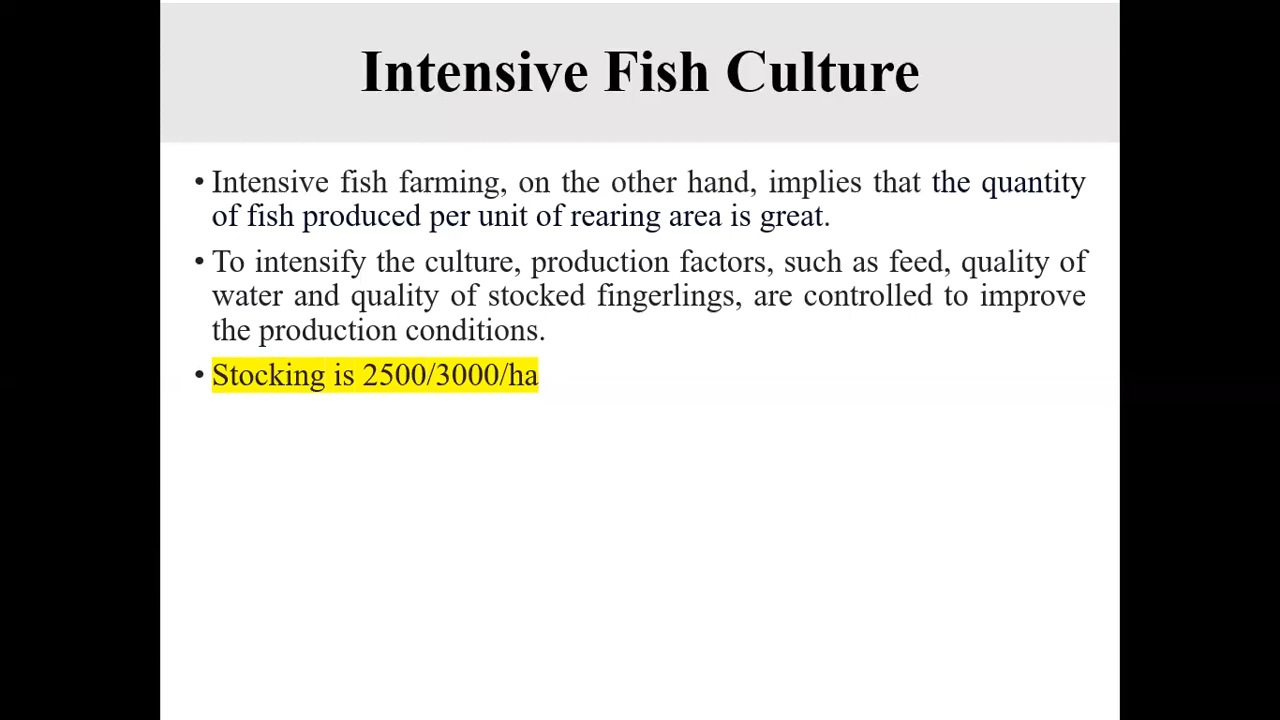 Intensive Fish Culture
• Intensive fish farming, on the other hand, implies that the quantity
of fish produced per unit of rearing area is great.
• To intensify the culture, production factors, such as feed, quality of
water and quality of stocked fingerlings, are controlled to improve
the production conditions.
• Stocking is 2500/3000/ha